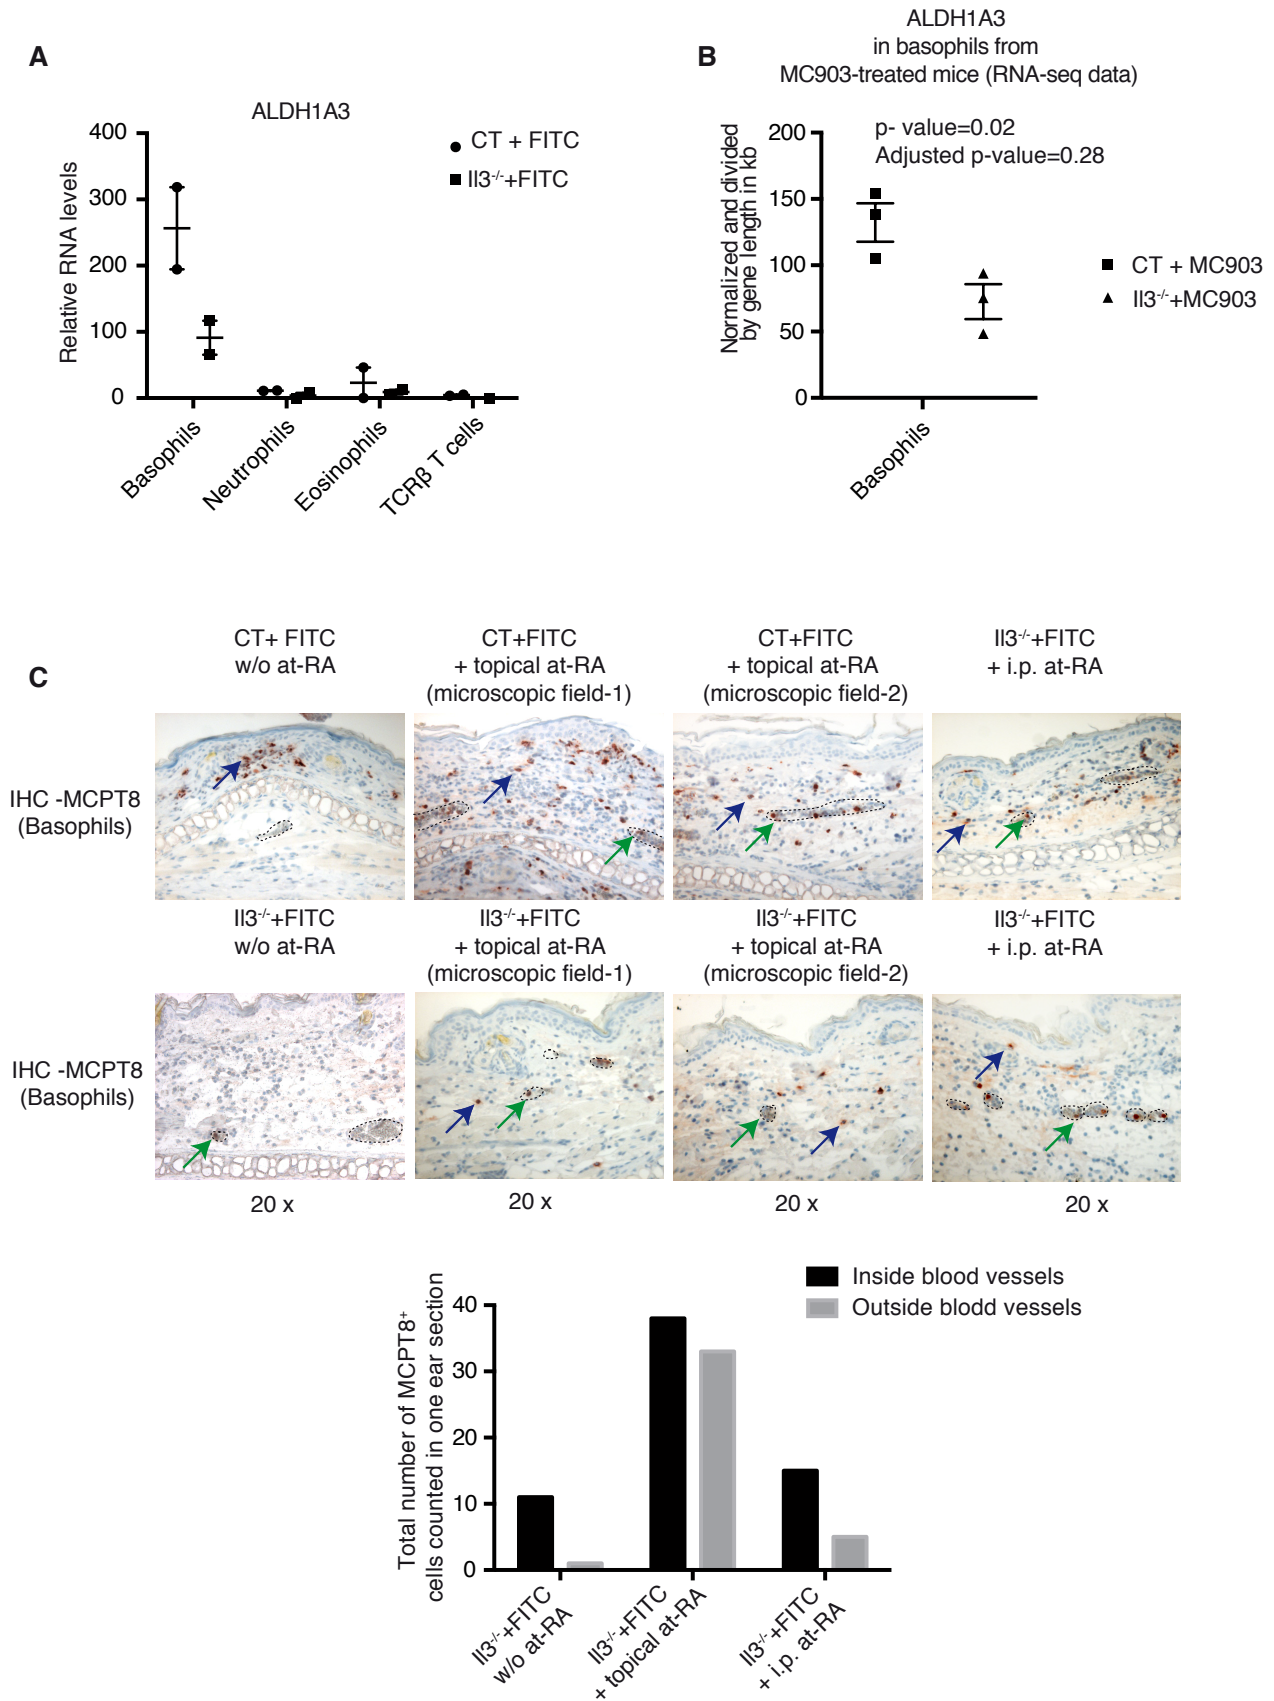 A
ALDH1A3
400
300
200
100
0
Relative RNA levels
CT + FITC
Il3-/-+FITC
Basophils
Neutrophils
Eosinophils
TCRβ T cells
B
ALDH1A3
in basophils from
MC903-treated mice (RNA-seq data)
p- value=0.02
Adjusted p-value=0.28
200
150
100
50
0
Normalized and divided
by gene length in kb
CT + MC903
Il3-/-+MC903
Basophils
C
CT+ FITC
w/o at-RA
CT+FITC
+ topical at-RA
(microscopic field-1)
CT+FITC
+ topical at-RA
(microscopic field-2)
Il3-/-+FITC
+ i.p. at-RA
IHC -MCPT8
(Basophils)
Il3-/-+FITC
w/o at-RA
Il3-/-+FITC
+ topical at-RA
(microscopic field-1)
Il3-/-+FITC
+ topical at-RA
(microscopic field-2)
Il3-/-+FITC
+ i.p. at-RA
IHC -MCPT8
(Basophils)
20 x
20 x
20 x
20 x
Inside blood vessels
Outside blodd vessels
40
30
20
10
0
Total number of MCPT8+
cells counted in one ear section
Il3-/-+FITC
w/o at-RA
Il3-/-+FITC
+ topical at-RA
Il3-/-+FITC
+ i.p. at-RA